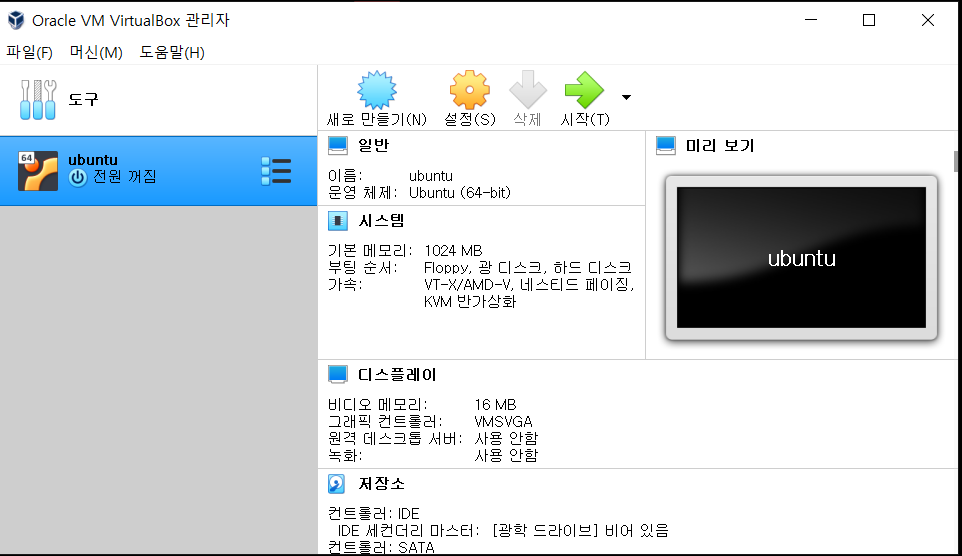 Oracle VM VirtualBox 관리자
파일(F) 머신(M) 도움말(H)
도구
새로 만들기(N) 설정(S) 삭제 시작(T)
64
ubuntu
전원 꺼짐
일반
이름: ubuntu
운영 체제: Ubuntu (64-bit)
시스템
기본 메모리: 1024 MB
부팅 순서: Floppy, 광 디스크, 하드 디스크
가속: VT-X/AMD-V, 네스티드 페이징,
KVM 반가상화
미리 보기
ubuntu
디스플레이
비디오 메모리: 16 MB
그래픽 컨트롤러: VMSVGA
원격 데스크톱 서버: 사용 안함
녹화: 사용 안함
저장소
컨트롤러: IDE
IDE 세컨더리 마스터: [광학 드라이브] 비어 있음
컨트롤러: SATA